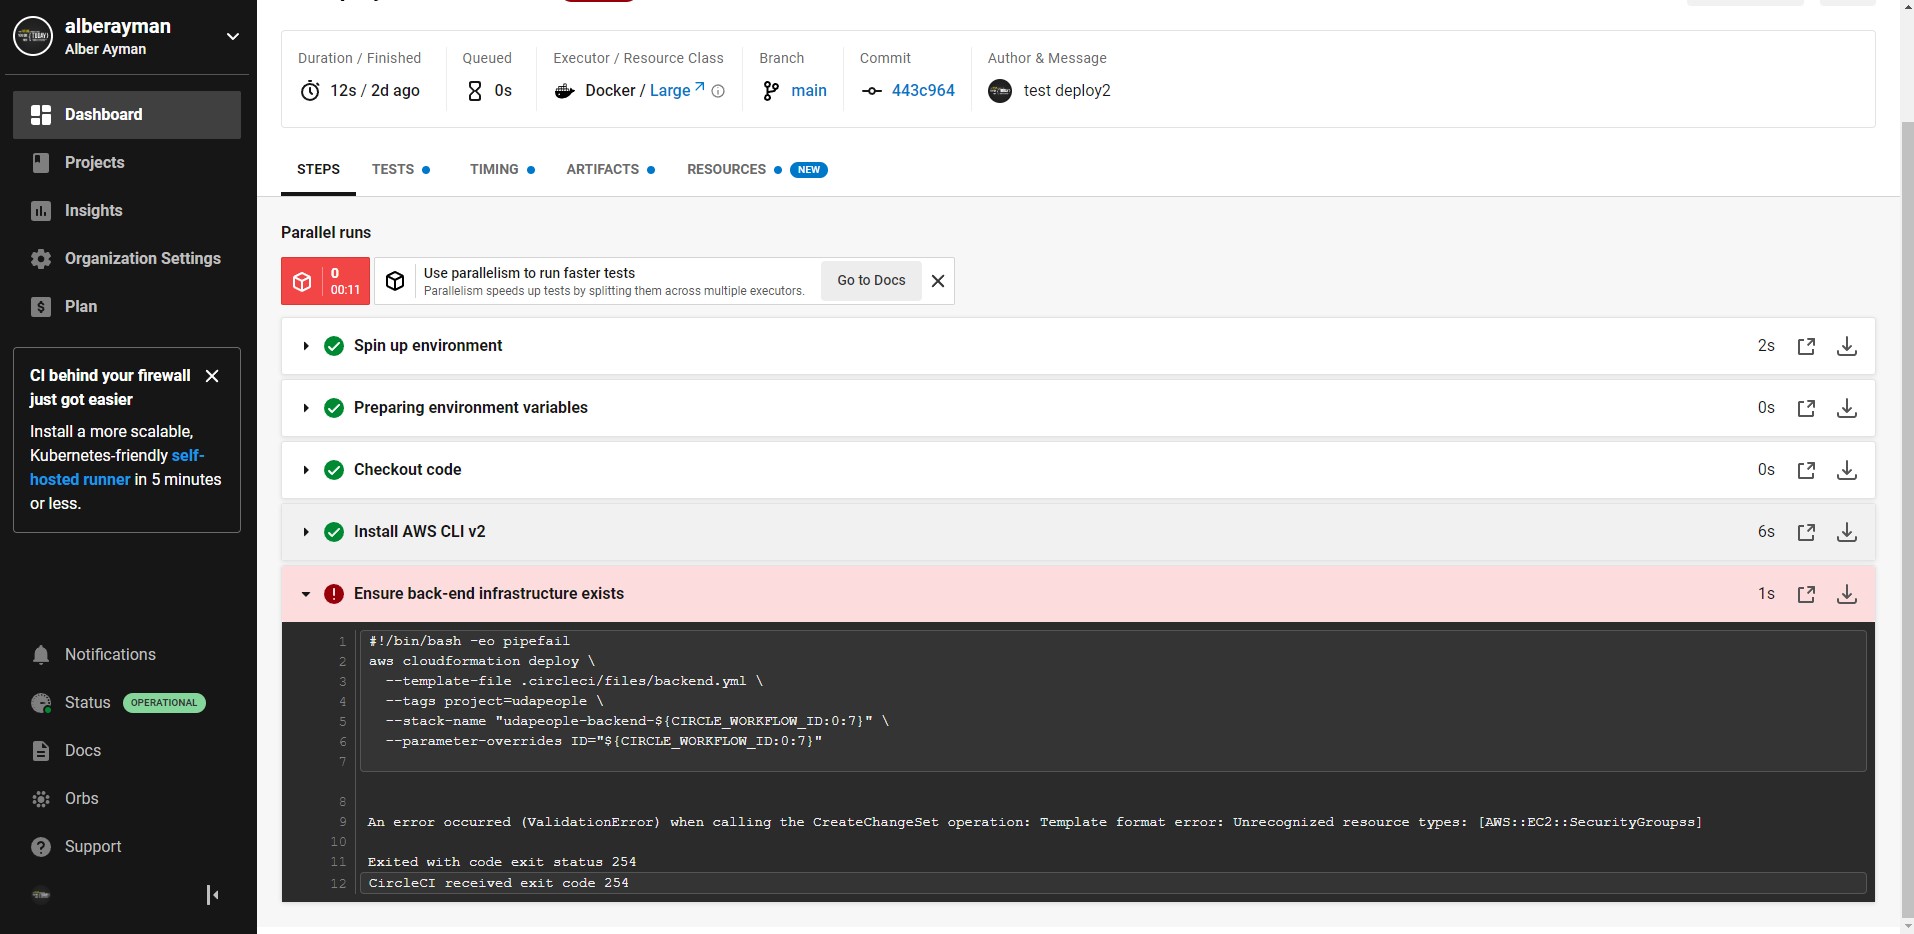 alberayman
Alber Ayman
Dashboard
Projects
Insights
Organization Settings
Plan
CI behind your firewall
just got easier
Install a more scalable,
Kubernetes-friendly self-
hosted runner in 5 minutes
or less.
Notifications
Status OPERATIONAL
Docs
Orbs
Support
Duration / Finished
12s / 2d ago
Queued
0s
Executor / Resource Class
Docker / Large
Branch
main
Commit
443c964
Author & Message
test deploy2
STEPS
TESTS
TIMING
ARTIFACTS
RESOURCES NEW
Parallel runs
0
00:11
Use parallelism to run faster tests
Parallelism speeds up tests by splitting them across multiple executors.
Go to Docs
Spin up environment 2s
Preparing environment variables 0s
Checkout code 0s
Install AWS CLI v2 6s
Ensure back-end infrastructure exists 1s
1 #!/bin/bash -eo pipefail
2 aws cloudformation deploy \
3 --template-file .circleci/files/backend.yml \
4 --tags project=udapeople \
5 --stack-name "udapeople-backend-${CIRCLE_WORKFLOW_ID:0:7}" \
6 --parameter-overrides ID="${CIRCLE_WORKFLOW_ID:0:7}"
7
8
9 An error occurred (ValidationError) when calling the CreateChangeSet operation: Template format error: Unrecognized resource types: [AWS::EC2::SecurityGroupss]
10
11 Exited with code exit status 254
12 CircleCI received exit code 254